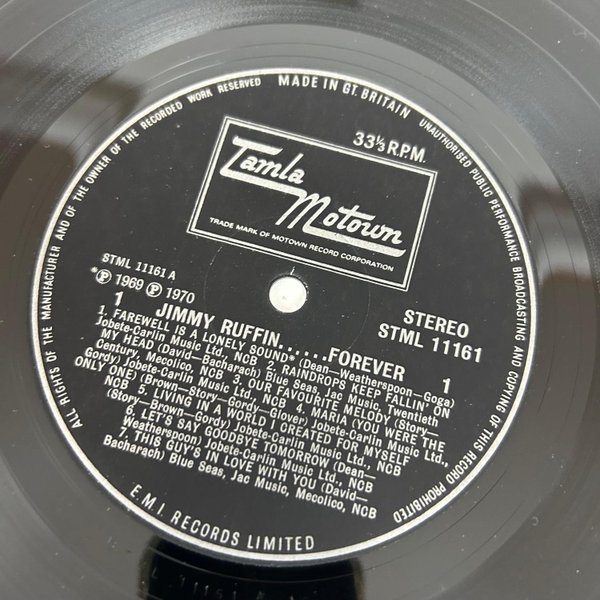 ALL RIGHTS OF THE MANUFACTURER AND OF THE OWNER OF THE RECORDED WORK RESERVED MADE IN GT. BRITAIN UNAUTHORISED PUBLIC PERFORMANCE BROADCASTING AND COPYING OF THIS RECORD PROHIBITED
33⅓ R.P.M.
Tamla
Motown
TRADE MARK OF MOTOWN RECORD CORPORATION
STML 11161 A
*Ⓟ 1969 Ⓟ 1970
STEREO
STML 11161
1 JIMMY RUFFIN......FOREVER 1
1. FAREWELL IS A LONELY SOUND* (Dean—Weatherspoon—Goga)
Jobete-Carlin Music Ltd., NCB 2. RAINDROPS KEEP FALLIN' ON
MY HEAD (David—Bacharach) Blue Seas, Jac Music, Twentieth
Century, Mecolico, NCB 3. OUR FAVOURITE MELODY (Story—
Gordy) Jobete-Carlin Music Ltd., NCB 4. MARIA (YOU WERE THE
ONLY ONE) (Brown—Story—Gordy—Glover) Jobete-Carlin Music Ltd.,
NCB 5. LIVING IN A WORLD I CREATED FOR MYSELF
(Story—Brown—Gordy) Jobete-Carlin Music Ltd., NCB
6. LET'S SAY GOODBYE TOMORROW (Dean—
Weatherspoon) Jobete-Carlin Music Ltd., NCB
7. THIS GUY'S IN LOVE WITH YOU (David—
Bacharach) Blue Seas, Jac Music, Mecolico, NCB
E.M.I. RECORDS LIMITED